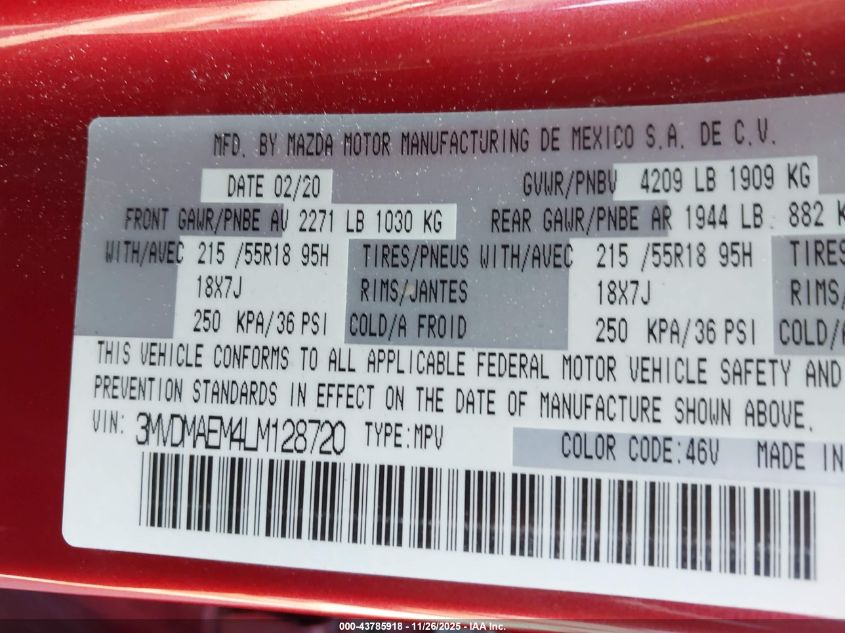 MFD. BY MAZDA MOTOR MANUFACTURING DE MEXICO S.A. DE C.V.
DATE 02/20 GVWR/PNBV 4209 LB 1909 KG
FRONT GAWR/PNBE AV 2271 LB 1030 KG REAR GAWR/PNBE AR 1944 LB 882 K
WITH/AVEC 215 /55R18 95H TIRES/PNEUS WITH/AVEC 215 /55R18 95H TIRES
18X7J RIMS/JANTES 18X7J RIMS/
250 KPA/36 PSI COLD/A FROID 250 KPA/36 PSI COLD/A
THIS VEHICLE CONFORMS TO ALL APPLICABLE FEDERAL MOTOR VEHICLE SAFETY AND
PREVENTION STANDARDS IN EFFECT ON THE DATE OF MANUFACTURE SHOWN ABOVE.
VIN: 3MVDMAEM4LM128720 TYPE:MPV
COLOR CODE:46V MADE IN
000-43785918 - 11/26/2025 - IAA Inc.